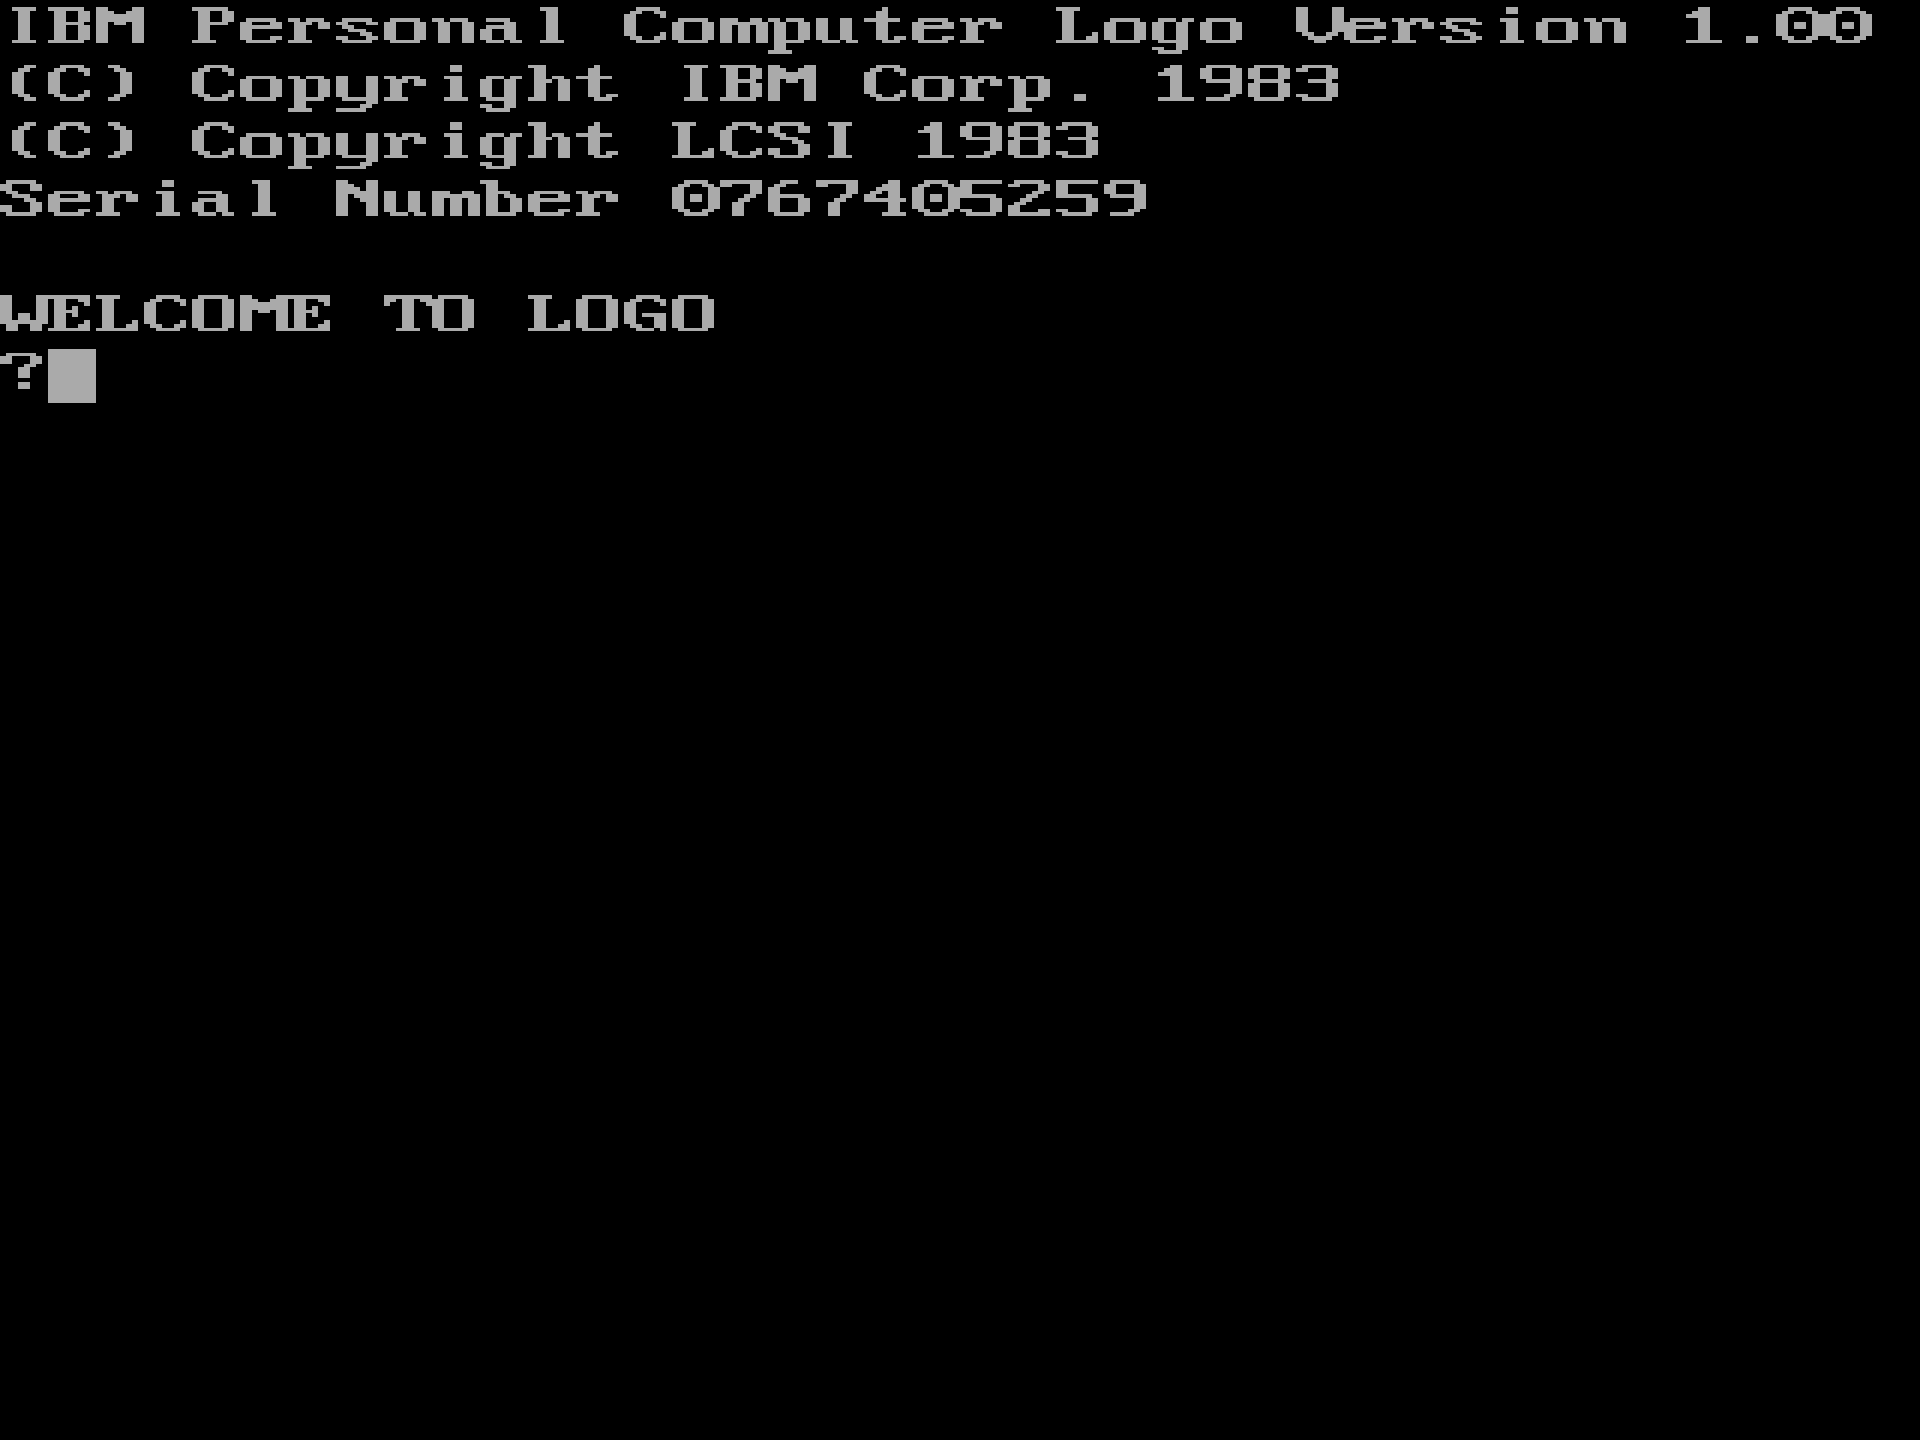 IBM Personal Computer Logo Version 1.00
(C) Copyright IBM Corp. 1983
(C) Copyright LCSI 1983
Serial Number 0767405259
WELCOME TO LOGO
?